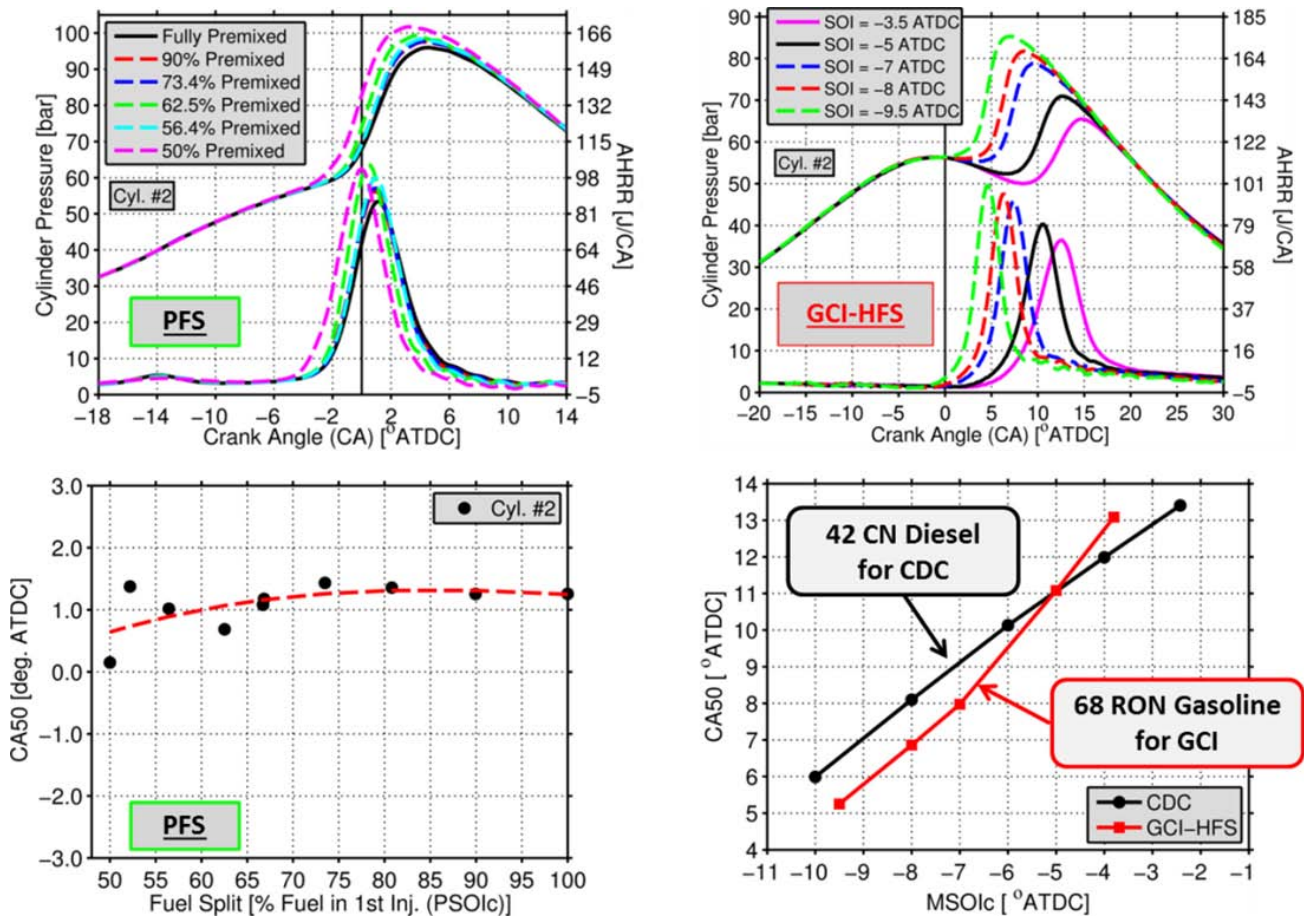 Fully Premixed
90% Premixed
73.4% Premixed
62.5% Premixed
56.4% Premixed
50% Premixed
Cyl. #2
PFS
100
90
80
70
60
50
40
30
20
10
0
Cylinder Pressure [bar]
166
149
132
115
98
81
64
46
29
12
-5
AHRR [J/CA]
-18 -14 -10 -6 -2 2 6 10 14
Crank Angle (CA) [°ATDC]
SOI = -3.5 ATDC
SOI = -5 ATDC
SOI = -7 ATDC
SOI = -8 ATDC
SOI = -9.5 ATDC
Cyl. #2
GCI-HFS
90
80
70
60
50
40
30
20
10
0
Cylinder Pressure [bar]
185
164
143
122
101
79
58
37
16
-5
AHRR [J/CA]
-20 -15 -10 -5 0 5 10 15 20 25 30
Crank Angle (CA) [°ATDC]
Cyl. #2
PFS
3.0
2.0
1.0
0.0
-1.0
-2.0
-3.0
CA50 [deg. ATDC]
50 55 60 65 70 75 80 85 90 95 100
Fuel Split [% Fuel in 1st Inj. (PSOIc)]
42 CN Diesel
for CDC
68 RON Gasoline
for GCI
CDC
GCI-HFS
14
13
12
11
10
9
8
7
6
5
4
CA50 [ °ATDC]
-11 -10 -9 -8 -7 -6 -5 -4 -3 -2 -1
MSOIc [ °ATDC]